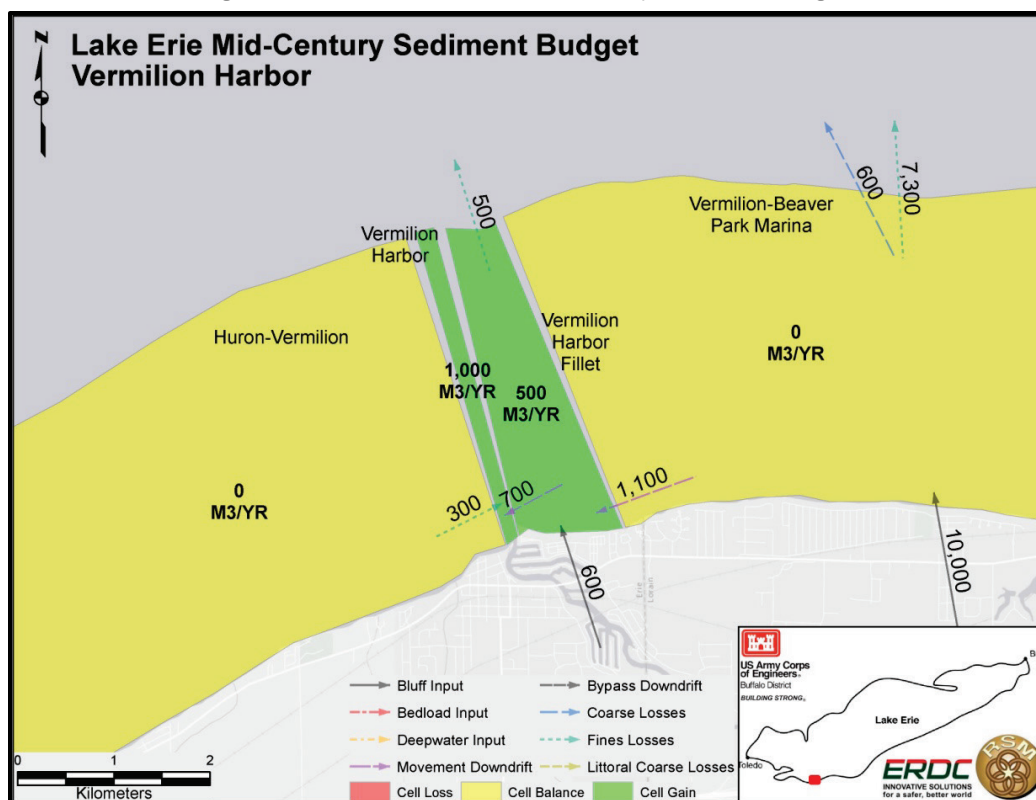 N
Lake Erie Mid-Century Sediment Budget
Vermilion Harbor
500
600
7,300
Vermilion-Beaver
Park Marina
Vermilion
Harbor
Huron-Vermilion
Vermilion
Harbor
Fillet
0
M3/YR
1,000
M3/YR
500
M3/YR
0
M3/YR
300
700
1,100
600
10,000
Erie
Lorain
US Army Corps
of Engineers®
Buffalo District
BUILDING STRONG®
B
Lake Erie
Toledo
ERDC
INNOVATIVE SOLUTIONS
for a safer, better world
RSM
Bluff Input
Bypass Downdrift
Bedload Input
Coarse Losses
Deepwater Input
Fines Losses
Movement Downdrift
Littoral Coarse Losses
Cell Loss
Cell Balance
Cell Gain
0 1 2
Kilometers